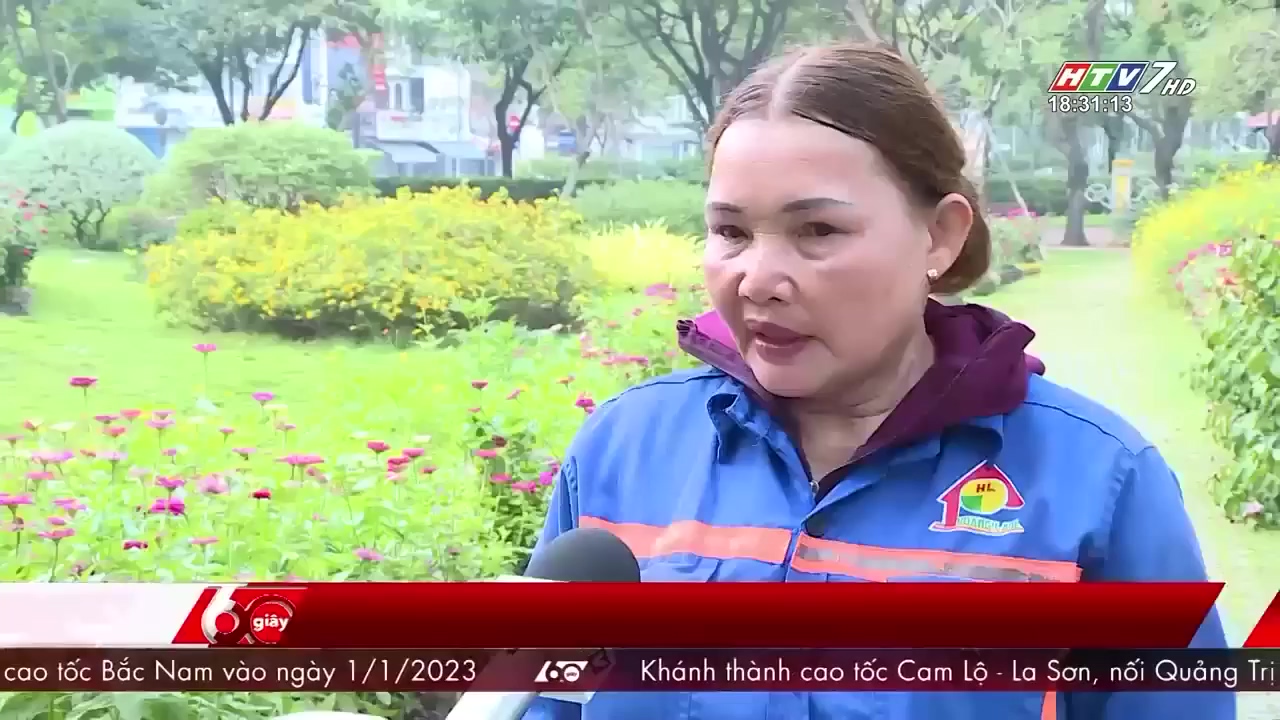 HTV7 HD
18:31:13
HL
60 giây
cao tốc Bắc Nam vào ngày 1/1/2023
60
Khánh thành cao tốc Cam Lộ - La Sơn, nối Quảng Trị